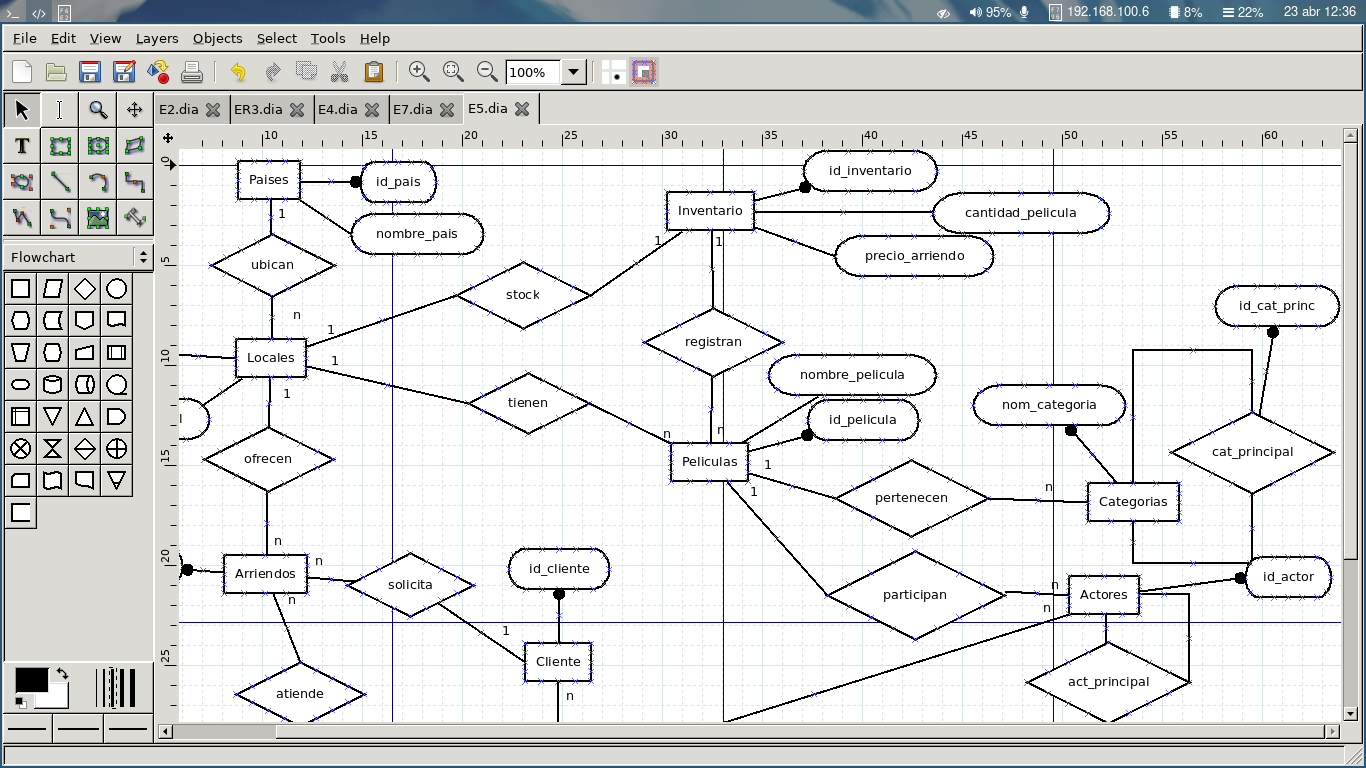 95% 192.168.100.6 8% 22% 23 abr 12:36
File Edit View Layers Objects Select Tools Help
100%
E2.dia ER3.dia E4.dia E7.dia E5.dia
10 15 20 25 30 35 40 45 50 55 60
0
5
10
15
20
25
T
Flowchart
Paises
id_pais
nombre_pais
1
ubican
n
Locales
1
1
1
stock
1
Inventario
id_inventario
cantidad_pelicula
precio_arriendo
1
registran
n
tienen
n
nombre_pelicula
id_pelicula
Peliculas
1
1
pertenecen
n
nom_categoria
Categorias
id_cat_princ
cat_principal
ofrecen
n
Arriendos
n
n
solicita
1
id_cliente
Cliente
n
atiende
participan
n
n
Actores
id_actor
act_principal